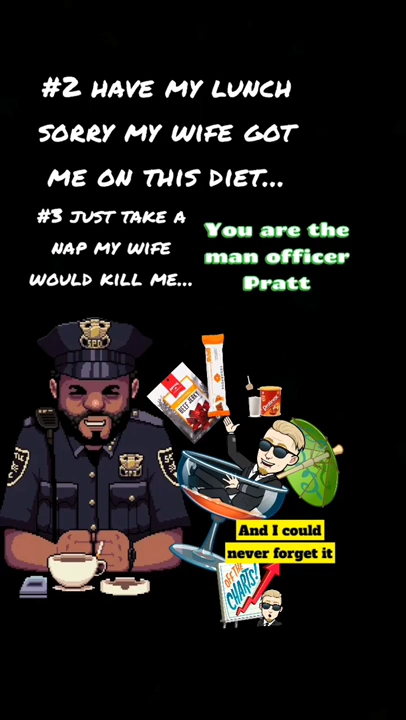 #2 HAVE MY LUNCH
SORRY MY WIFE GOT
ME ON THIS DIET...
#3 JUST TAKE A
NAP MY WIFE
WOULD KILL ME...
You are the
man officer
Pratt
S.P.D.
BEEF JERKY
And I could
never forget it
OFF THE
CHARTS!